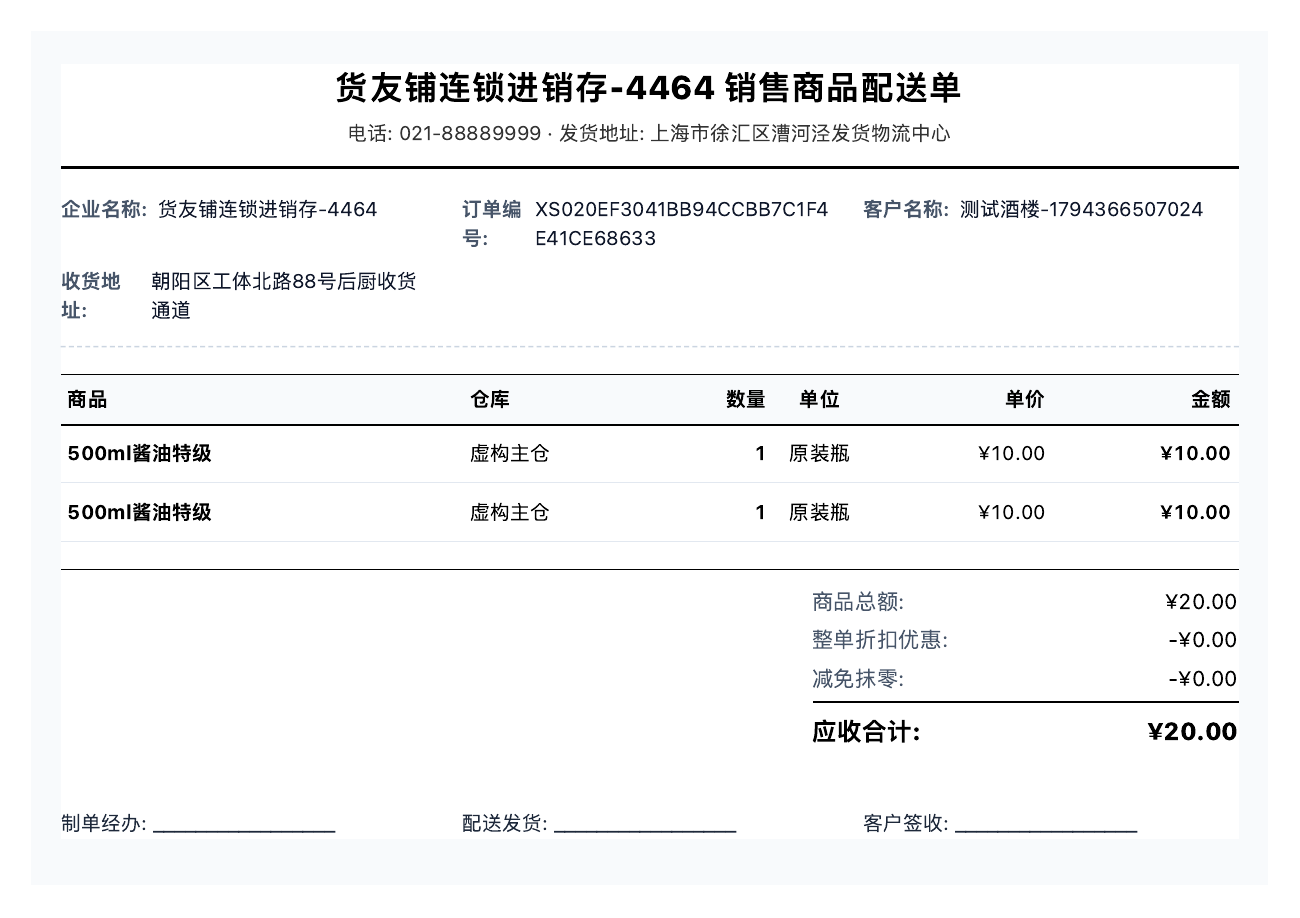 货友铺连锁进销存-4464 销售商品配送单
电话: 021-88889999 · 发货地址: 上海市徐汇区漕河泾发货物流中心
企业名称: 货友铺连锁进销存-4464
订单编号: XS020EF3041BB94CCBB7C1F4E41CE68633
客户名称: 测试酒楼-1794366507024
收货地址: 朝阳区工体北路88号后厨收货通道
商品 仓库 数量 单位 单价 金额
500ml酱油特级 虚构主仓 1 原装瓶 ¥10.00 ¥10.00
500ml酱油特级 虚构主仓 1 原装瓶 ¥10.00 ¥10.00
商品总额: ¥20.00
整单折扣优惠: -¥0.00
减免抹零: -¥0.00
应收合计: ¥20.00
制单经办: __________________ 配送发货: __________________ 客户签收: __________________